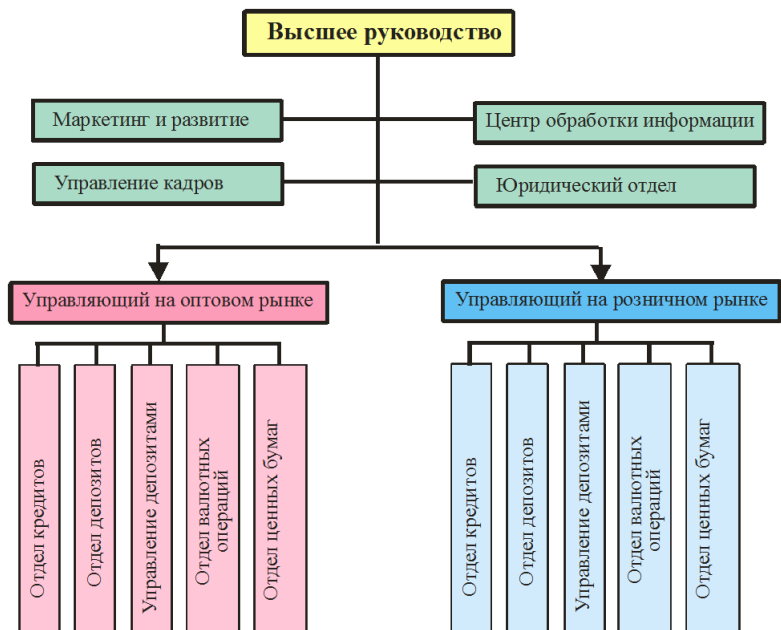 Высшее руководство
Маркетинг и развитие
Центр обработки информации
Управление кадров
Юридический отдел
Управляющий на оптовом рынке
Управляющий на розничном рынке
Отдел кредитов
Отдел депозитов
Управление депозитами
Отдел валютных
операций
Отдел ценных бумаг
Отдел кредитов
Отдел депозитов
Управление депозитами
Отдел валютных
операций
Отдел ценных бумаг